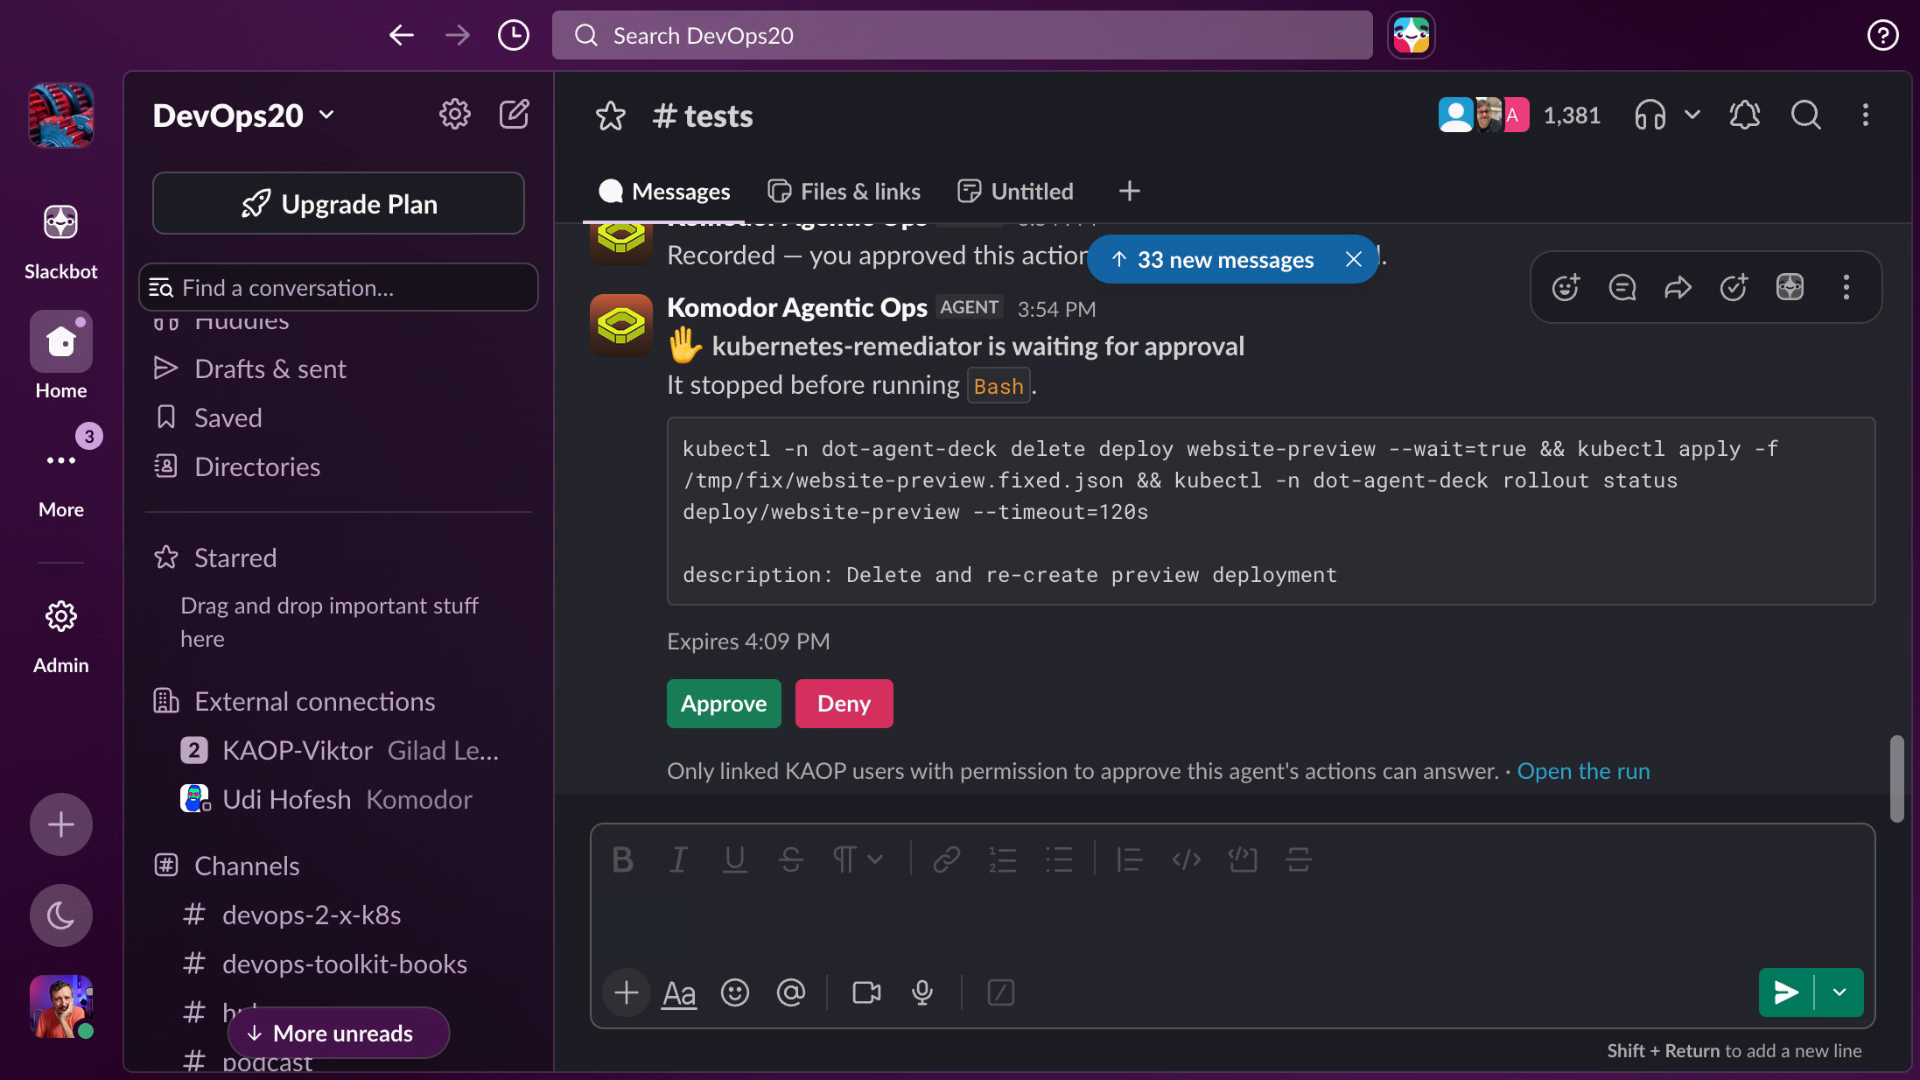 Search DevOps20
DevOps20
Upgrade Plan
Find a conversation...
Huddles
Drafts & sent
Saved
Directories
Starred
Drag and drop important stuff
here
External connections
2 KAOP-Viktor Gilad Le...
Udi Hofesh Komodor
Channels
# devops-2-x-k8s
# devops-toolkit-books
#
More unreads
# podcast
Slackbot
Home
3
More
Admin
# tests
A
1,381
Messages
Files & links
Untitled
Komodor Agentic Ops
Recorded — you approved this action
33 new messages
Komodor Agentic Ops AGENT 3:54 PM
kubernetes-remediator is waiting for approval
It stopped before running Bash.
kubectl -n dot-agent-deck delete deploy website-preview --wait=true && kubectl apply -f
/tmp/fix/website-preview.fixed.json && kubectl -n dot-agent-deck rollout status
deploy/website-preview --timeout=120s
description: Delete and re-create preview deployment
Expires 4:09 PM
Approve
Deny
Only linked KAOP users with permission to approve this agent's actions can answer. · Open the run
Aa
Shift + Return to add a new line